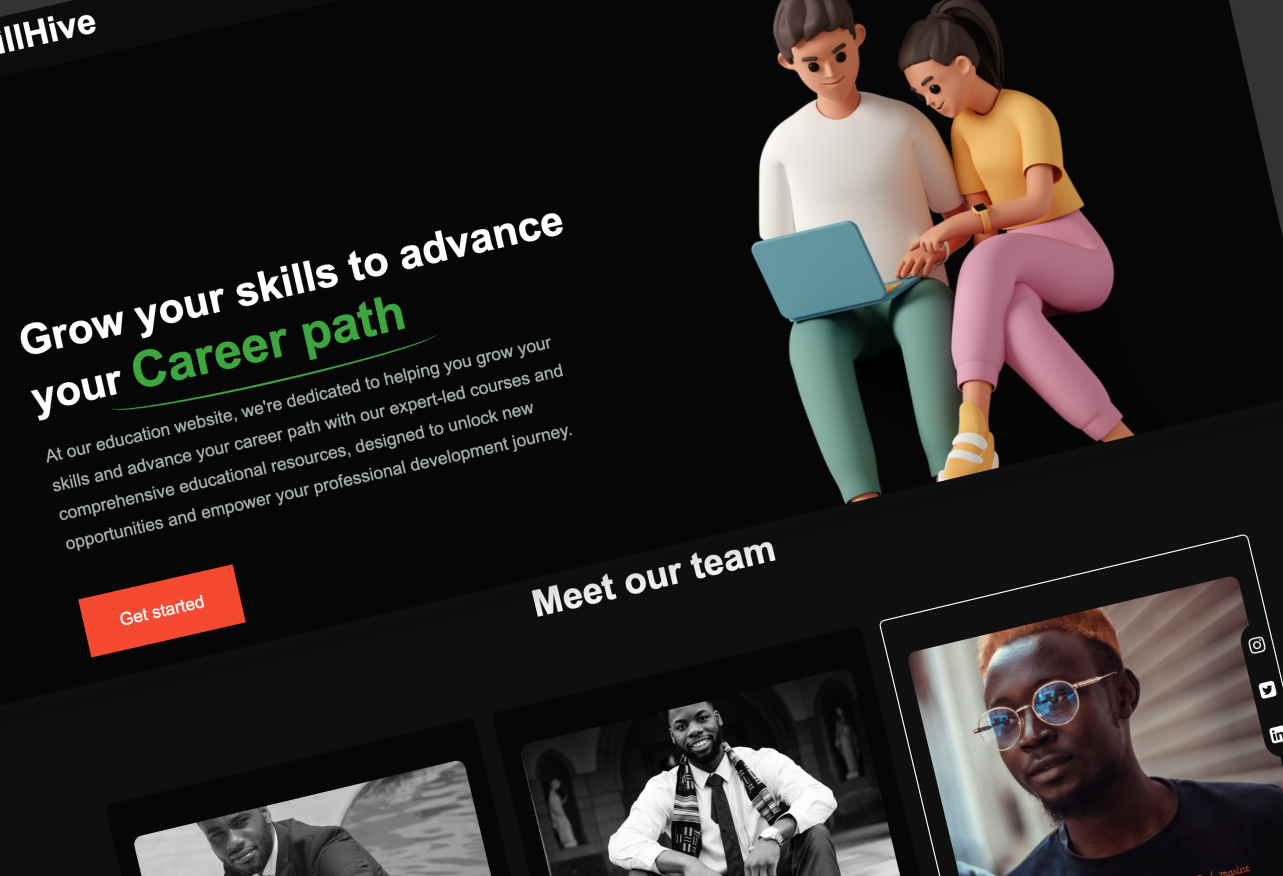 illHive
Grow your skills to advance
your Career path
At our education website, we're dedicated to helping you grow your
skills and advance your career path with our expert-led courses and
comprehensive educational resources, designed to unlock new
opportunities and empower your professional development journey.
Get started
Meet our team
in